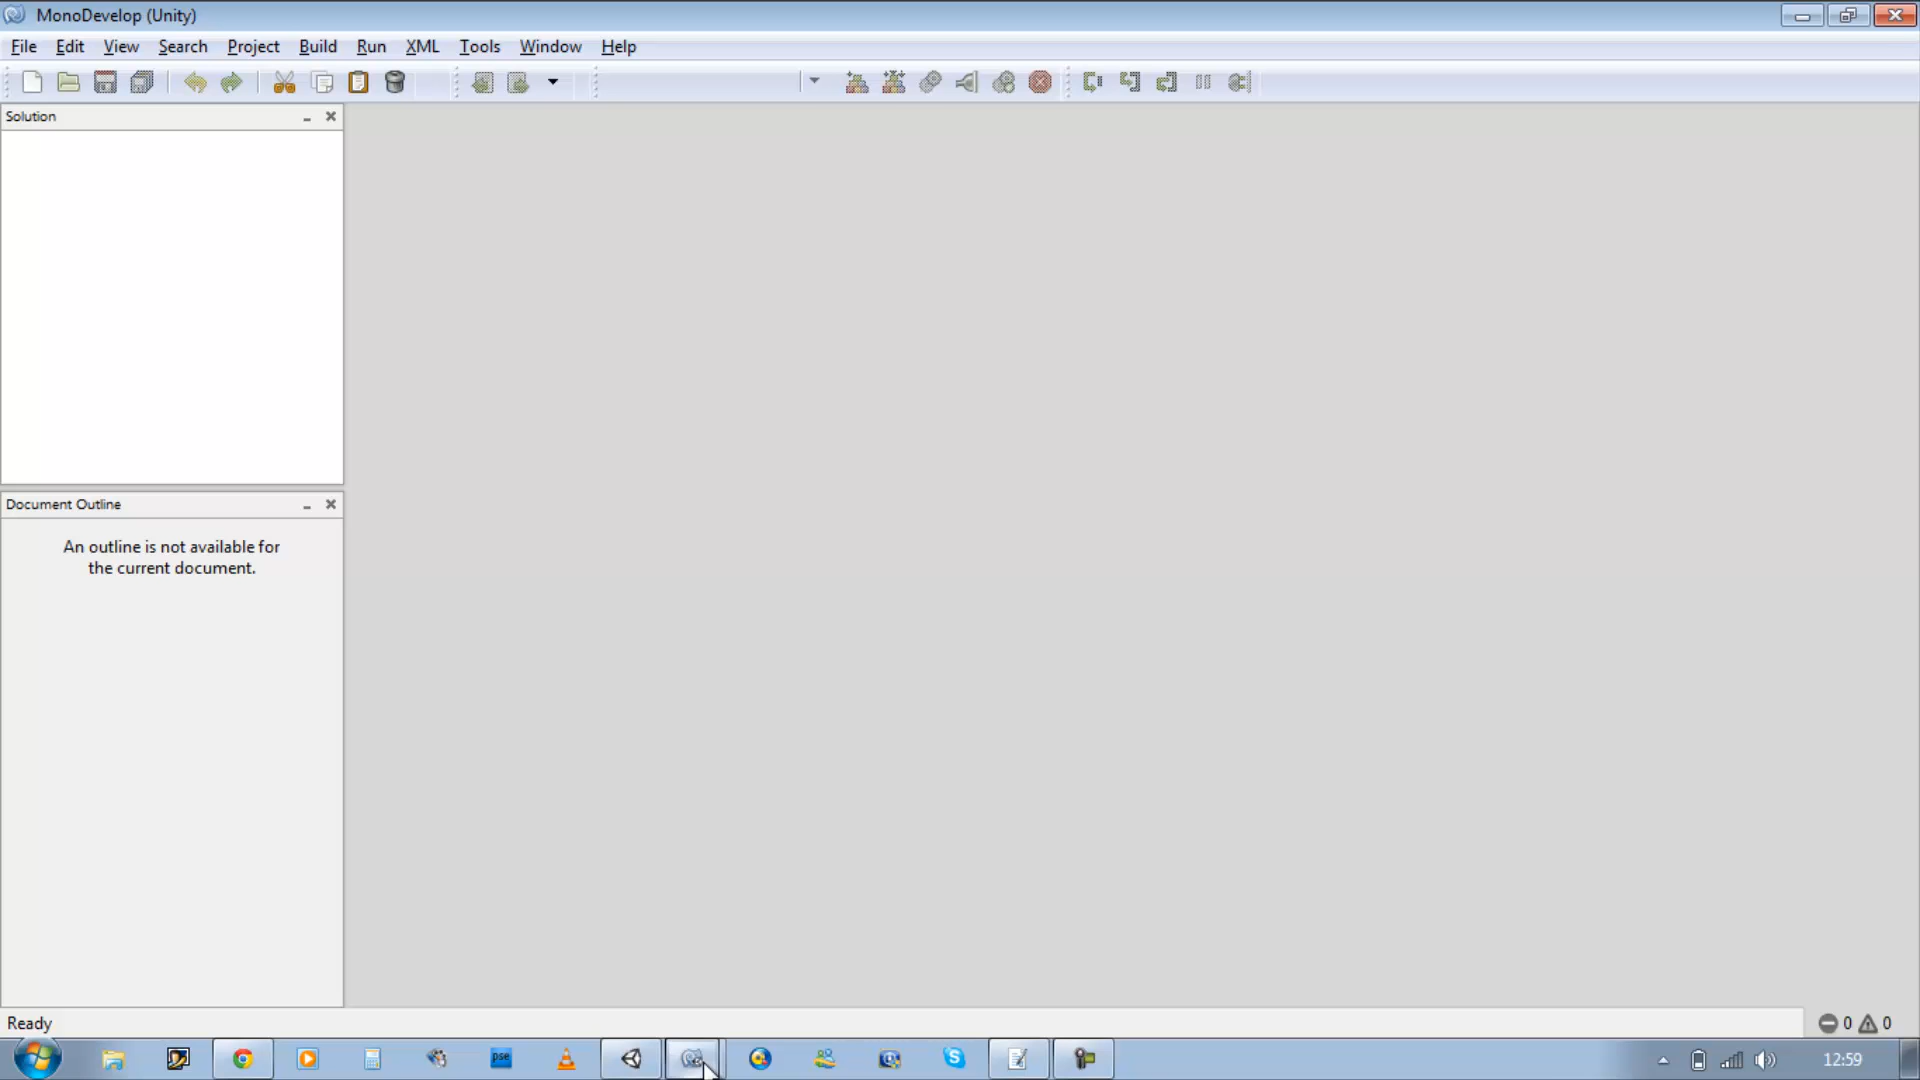 MonoDevelop (Unity)
File Edit View Search Project Build Run XML Tools Window Help
Solution
Document Outline
An outline is not available for
the current document.
Ready
0 0
pse
12:59